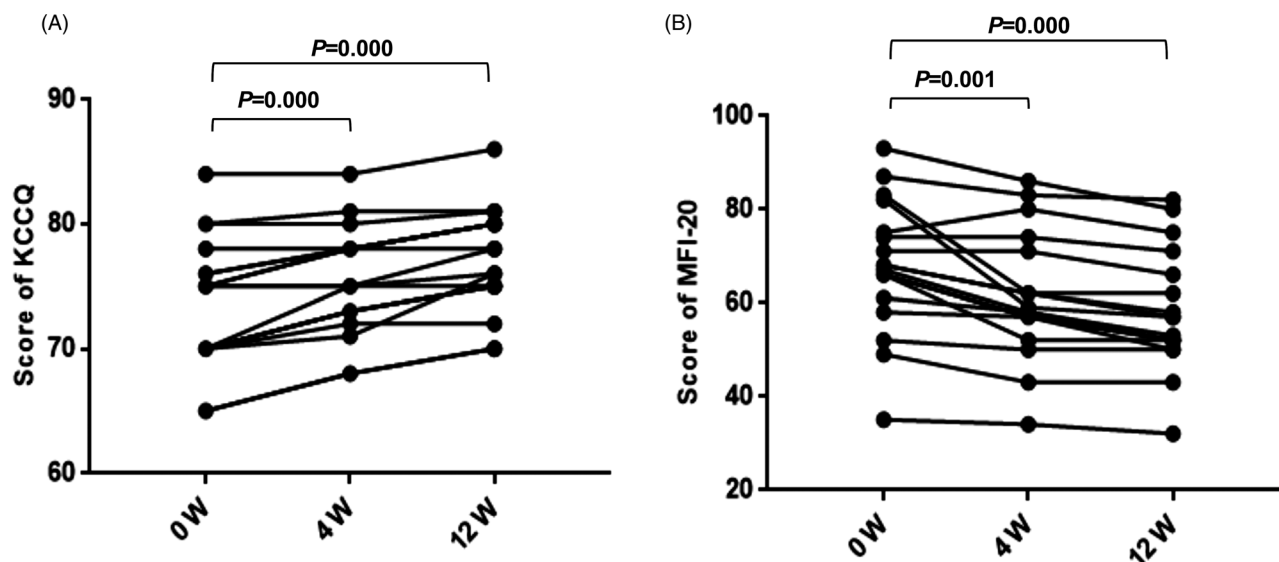 (A)
P=0.000
P=0.000
Score of KCCQ
90
80
70
60
0 W
4 W
12 W
(B)
P=0.000
P=0.001
Score of MFI-20
100
80
60
40
20
0 W
4 W
12 W